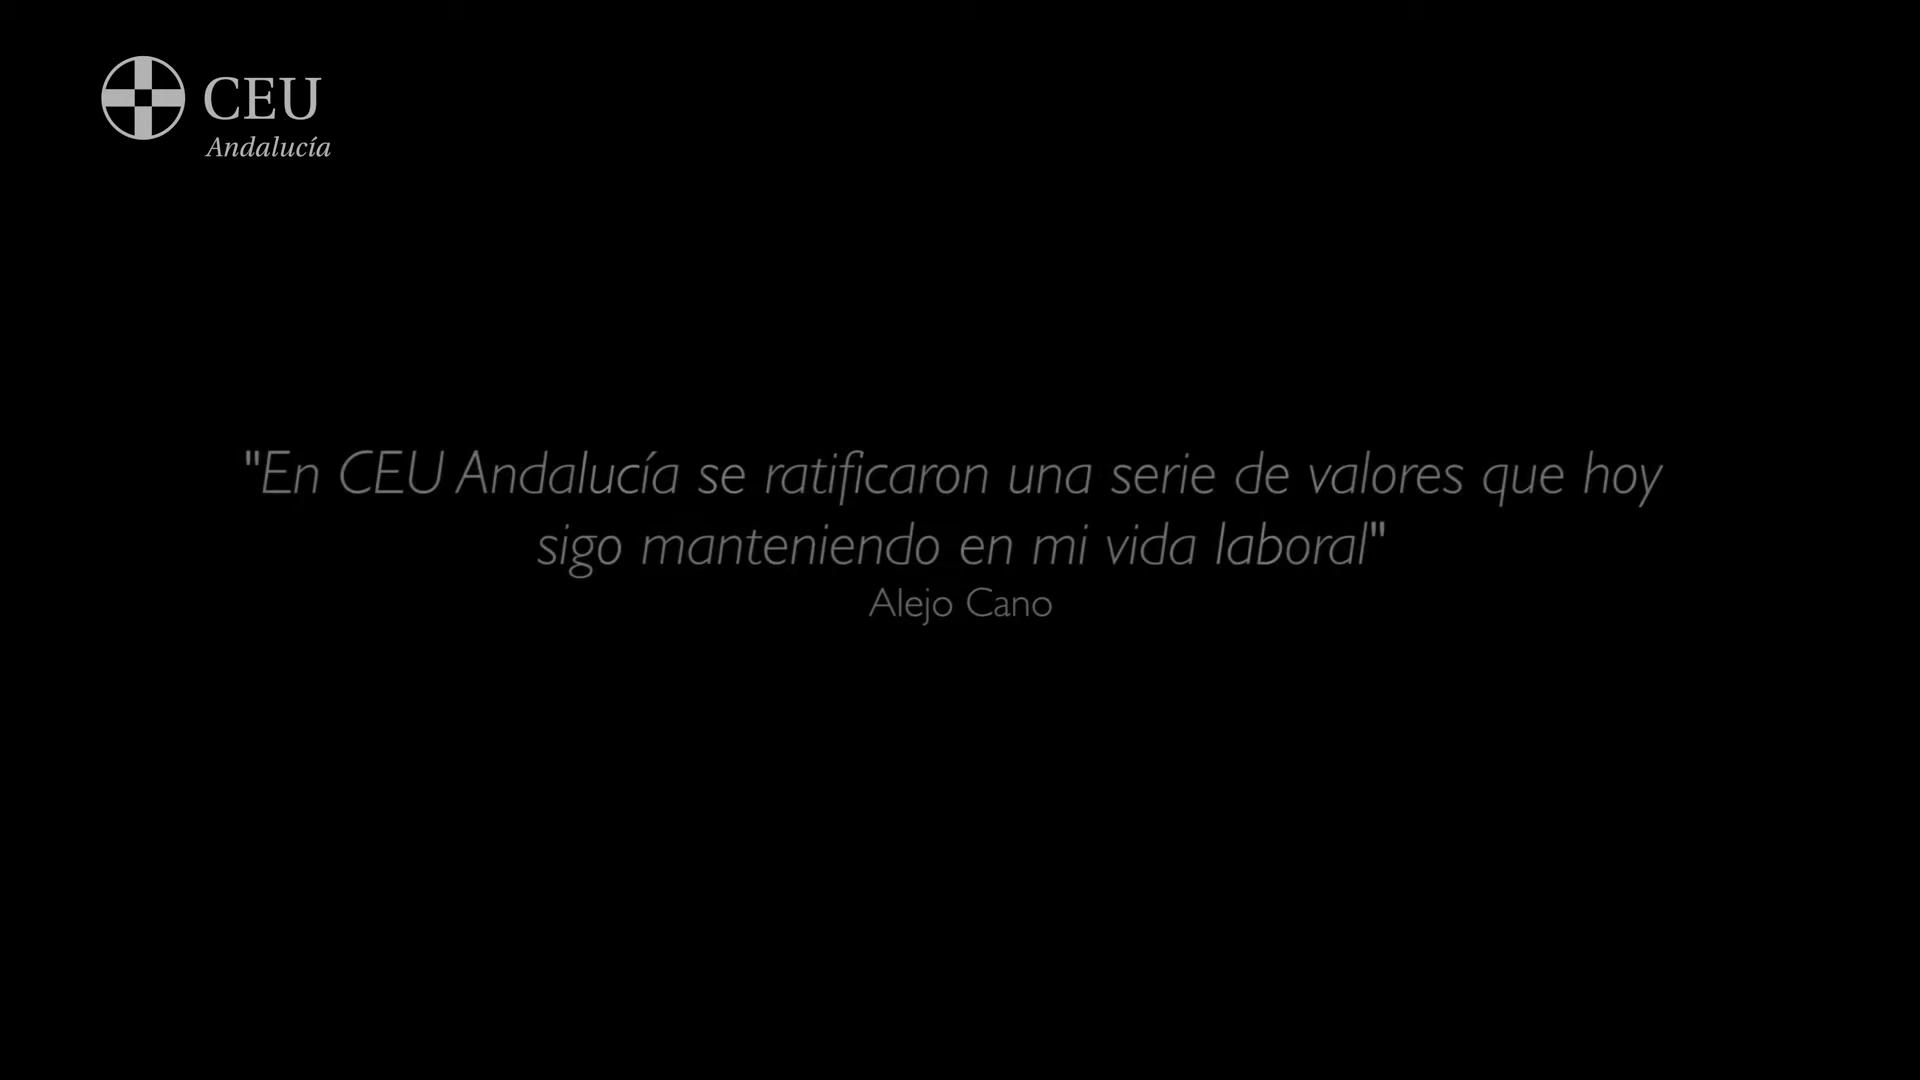 CEU
Andalucía
"En CEU Andalucía se ratificaron una serie de valores que hoy
sigo manteniendo en mi vida laboral"
Alejo Cano